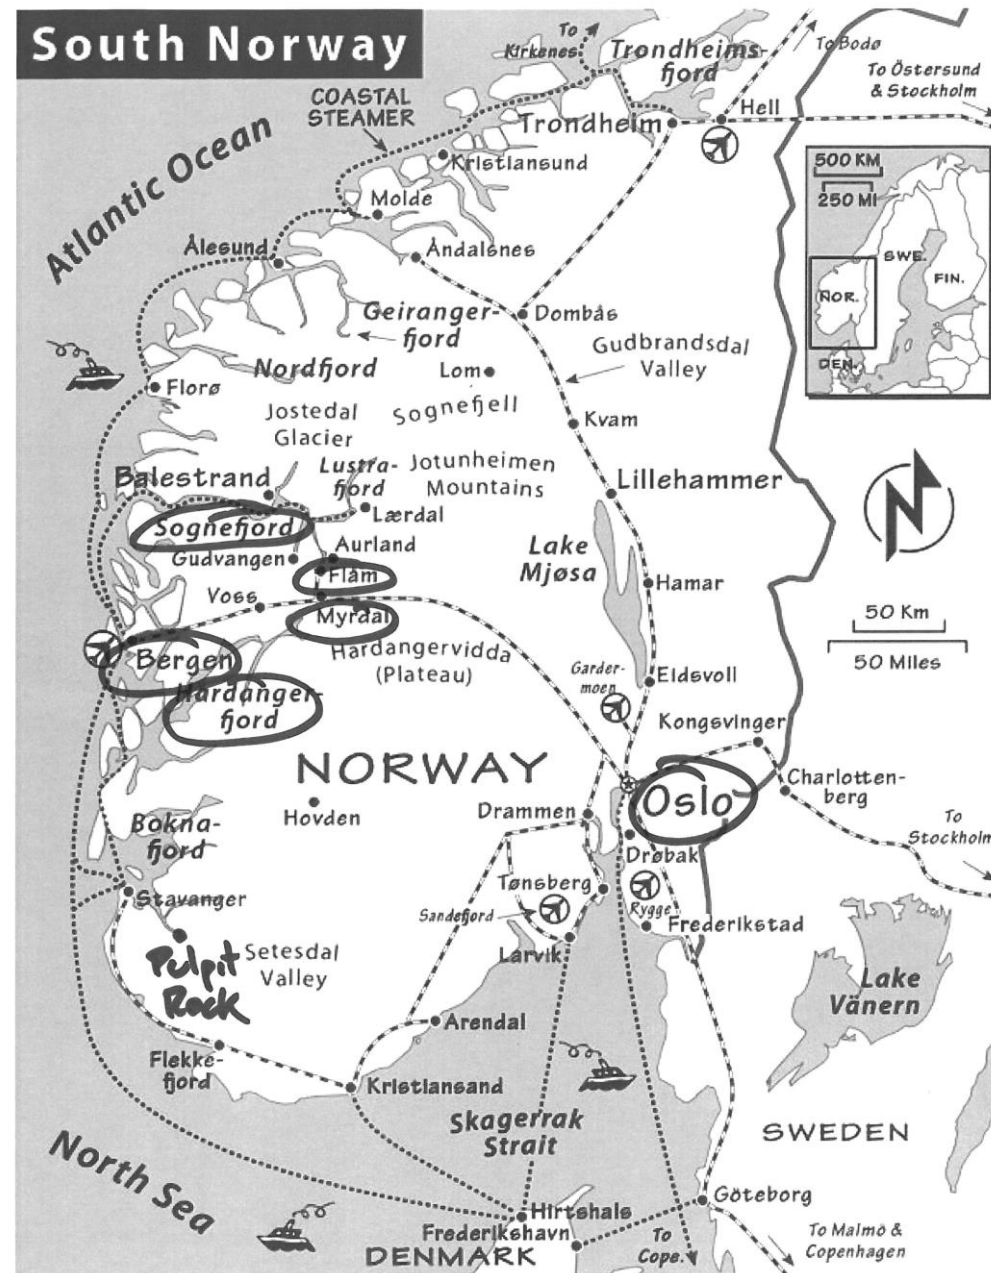 South Norway
To
Kirkenes
Trondheims-
fjord
To Bodø
To Östersund
& Stockholm
COASTAL
STEAMER
Trondheim
Hell
Kristiansund
Atlantic Ocean
Molde
500 KM
250 MI
Ålesund
Åndalsnes
SWE.
FIN.
NOR.
DEN.
Geiranger-
fjord
Dombås
Gudbrandsdal
Valley
Nordfjord
Lom
Florø
Sognefjell
Jostedal
Glacier
Kvam
Lustra-
fjord
Jotunheimen
Mountains
Balestrand
Lillehammer
Sognefjord
Lærdal
N
Aurland
Gudvangen
Lake
Mjøsa
Flåm
Hamar
Voss
Myrdal
50 Km
50 Miles
Bergen
Hardangervidda
(Plateau)
Garder-
moen
Eidsvoll
Hardanger-
fjord
Kongsvinger
NORWAY
Oslo
Charlotten-
berg
Hovden
Drammen
To
Stockholm
Bokna-
fjord
Drøbak
Stavanger
Tønsberg
Sandefjord
Rygge
Frederikstad
Larvik
Pulpit
Rock
Setesdal
Valley
Lake
Vänern
Arendal
Flekke-
fjord
Kristiansand
Skagerrak
Strait
SWEDEN
North Sea
Göteborg
Hirtshals
Frederikshavn
DENMARK
To
Cope.
To Malmö &
Copenhagen